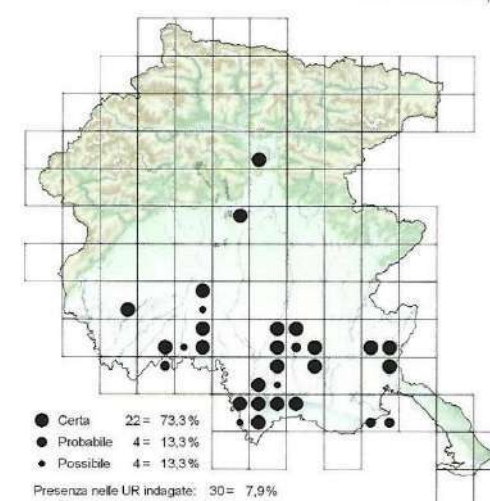 Certa 22 = 73,3%
Probabile 4 = 13,3%
Possibile 4 = 13,3%
Presenza nelle UR indagate: 30 = 7,9%